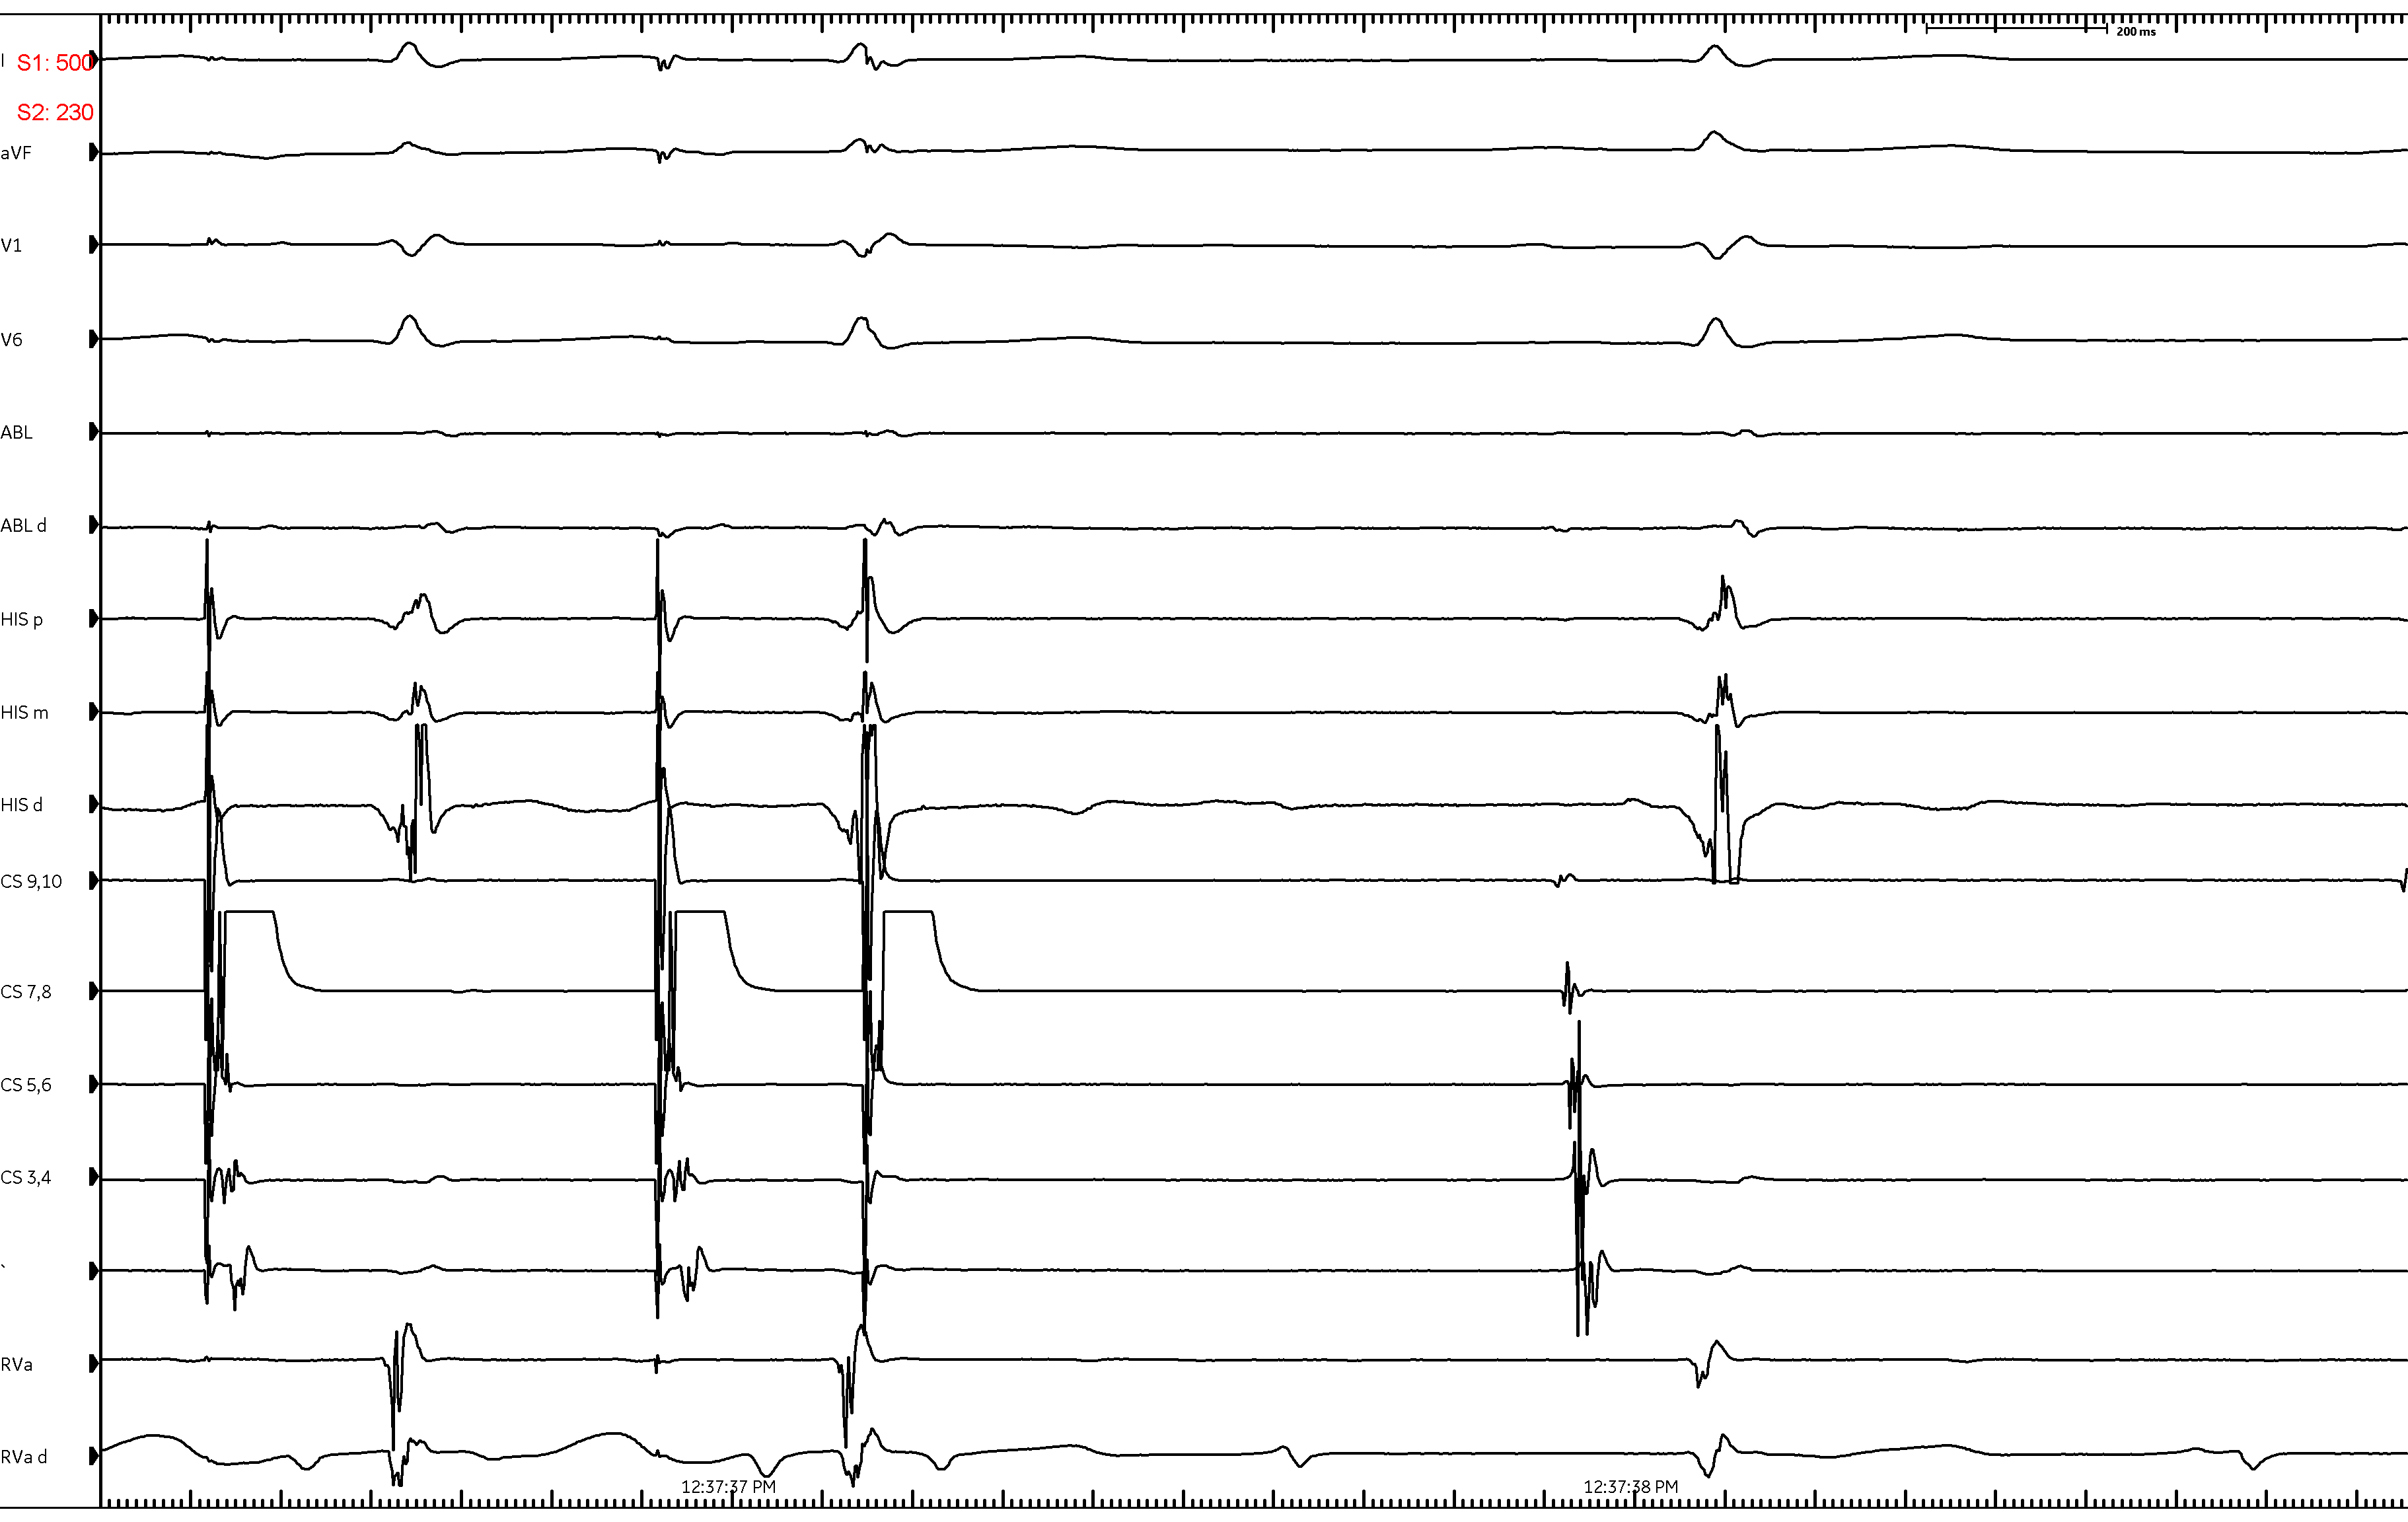 200 ms
I
S1: 500
S2: 230
aVF
V1
V6
ABL
ABL d
HIS p
HIS m
HIS d
CS 9,10
CS 7,8
CS 5,6
CS 3,4
`
RVa
RVa d
12:37:37 PM
12:37:38 PM